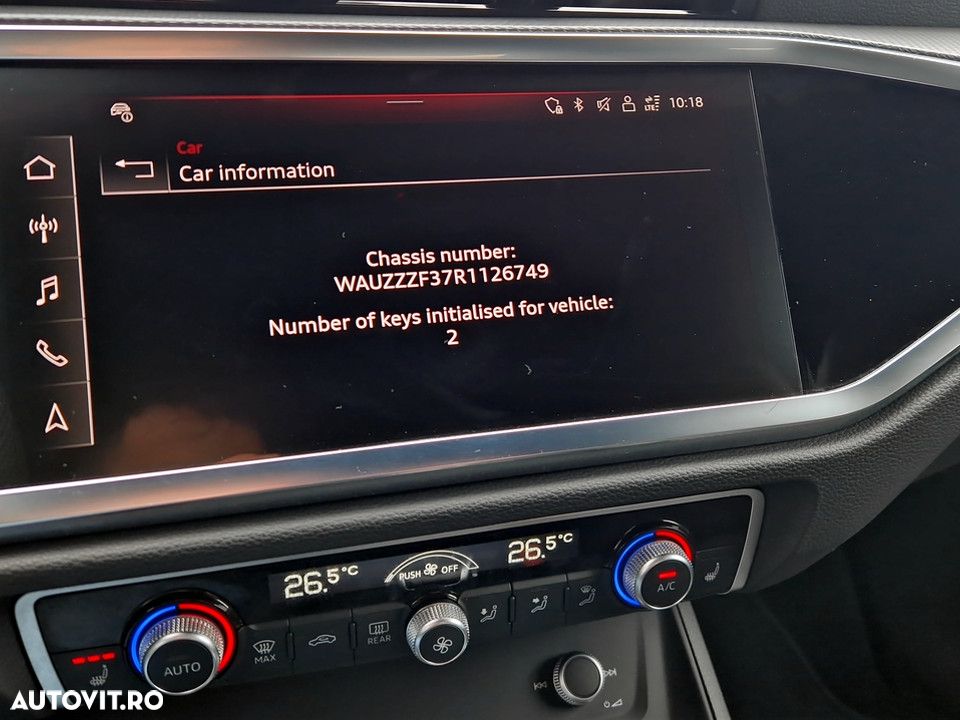 LTE 10:18
Car
Car information
Chassis number:
WAUZZZF37R1126749
Number of keys initialised for vehicle:
2
26.5°C
PUSH OFF
26.5°C
A/C
AUTO
MAX
REAR
AUTOVIT.RO